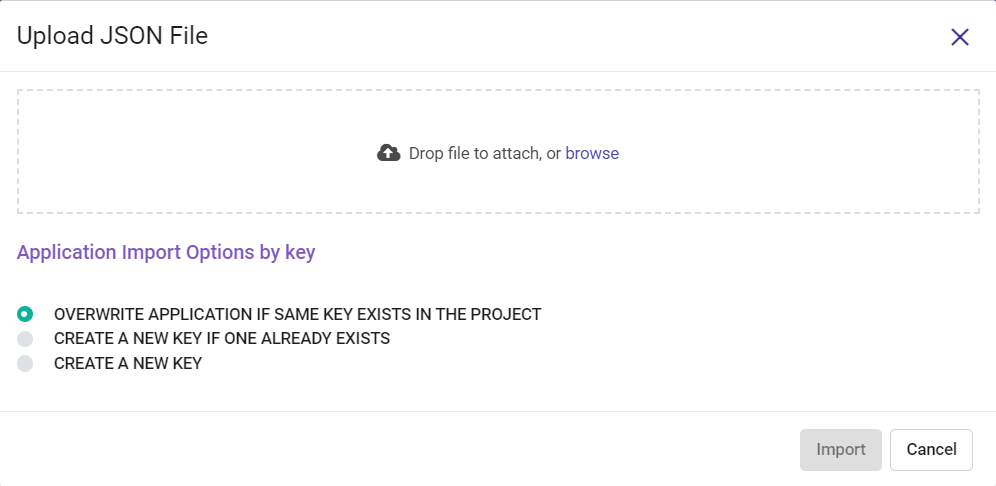 Upload JSON File
Drop file to attach, or browse
Application Import Options by key
OVERWRITE APPLICATION IF SAME KEY EXISTS IN THE PROJECT
CREATE A NEW KEY IF ONE ALREADY EXISTS
CREATE A NEW KEY
Import Cancel